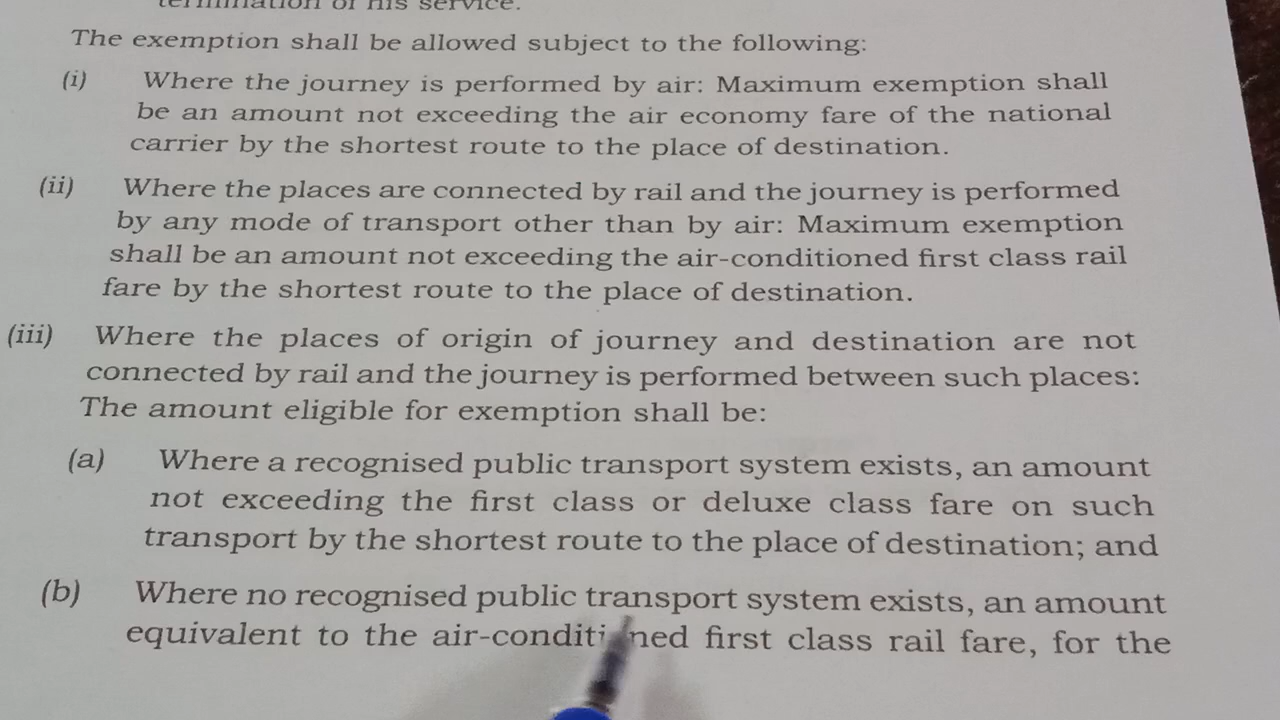 termination of his service.
The exemption shall be allowed subject to the following:
(i) Where the journey is performed by air: Maximum exemption shall
be an amount not exceeding the air economy fare of the national
carrier by the shortest route to the place of destination.
(ii) Where the places are connected by rail and the journey is performed
by any mode of transport other than by air: Maximum exemption
shall be an amount not exceeding the air-conditioned first class rail
fare by the shortest route to the place of destination.
(iii) Where the places of origin of journey and destination are not
connected by rail and the journey is performed between such places:
The amount eligible for exemption shall be:
(a) Where a recognised public transport system exists, an amount
not exceeding the first class or deluxe class fare on such
transport by the shortest route to the place of destination; and
(b) Where no recognised public transport system exists, an amount
equivalent to the air-conditioned first class rail fare, for the